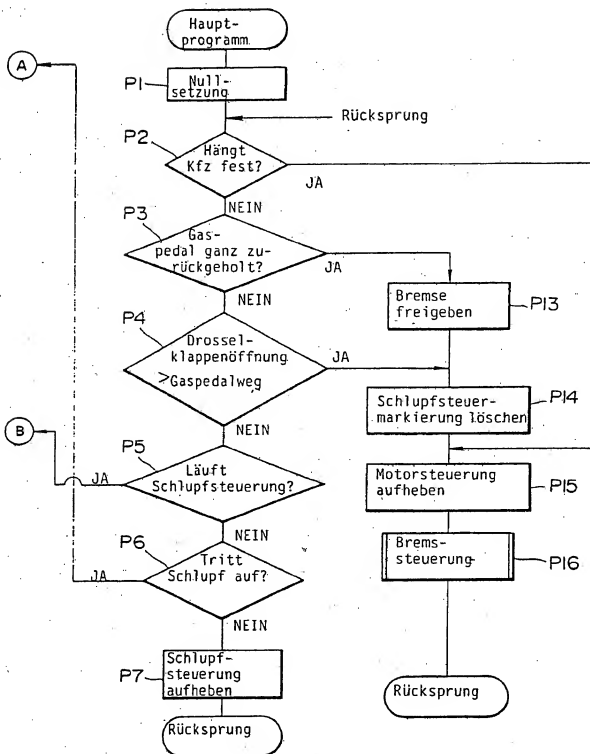 Haupt-
programm
A
P1
Null-
setzung
Rücksprung
P2
Hängt
Kfz fest?
JA
NEIN
P3
Gas-
pedal ganz zu-
rückgeholt?
JA
NEIN
Bremse
freigeben
P13
P4
Drossel-
klappenöffnung
≥Gaspedalweg
JA
NEIN
Schlupfsteuer-
markierung löschen
P14
B
P5
Läuft
Schlupfsteuerung?
JA
NEIN
Motorsteuerung
aufheben
P15
P6
Tritt
Schlupf auf?
JA
NEIN
Brems-
steuerung
P16
P7
Schlupf-
steuerung
aufheben
Rücksprung
Rücksprung